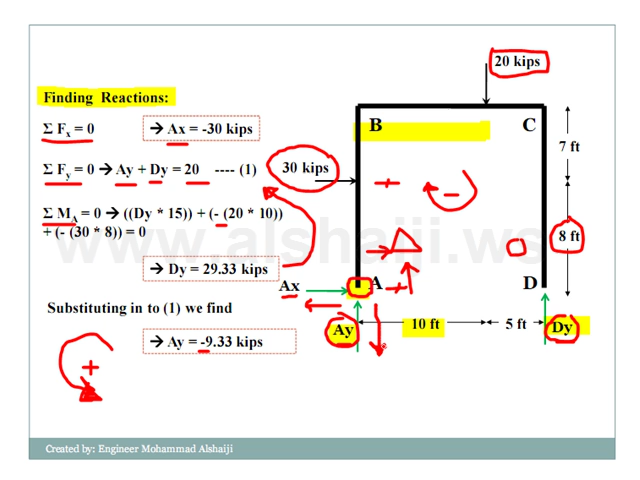 20 kips
Finding Reactions:
Σ Fx = 0 → Ax = -30 kips
B C
7 ft
Σ Fy = 0 → Ay + Dy = 20 ---- (1)
30 kips
+ -
Σ MA = 0 → ((Dy * 15)) + (- (20 * 10))
+ (- (30 * 8)) = 0
8 ft
www.alshaiji.ws
→ Dy = 29.33 kips
Ax A + D
Substituting in to (1) we find
Ay 10 ft 5 ft Dy
→ Ay = -9.33 kips
+
Created by: Engineer Mohammad Alshaiji